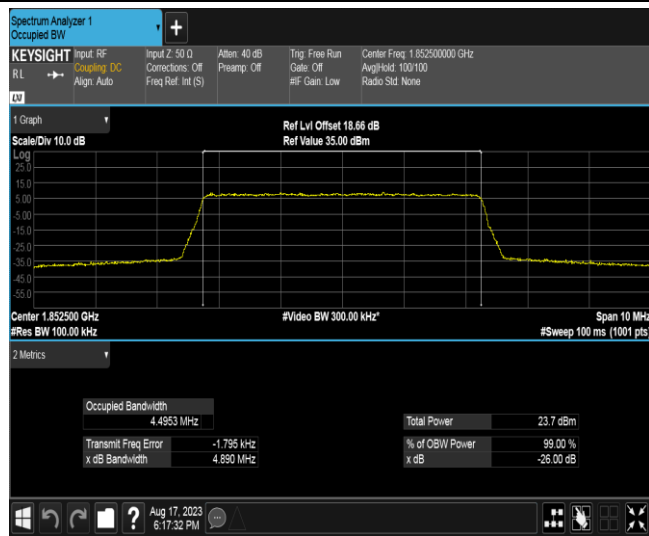 Spectrum Analyzer 1
Occupied BW
+
KEYSIGHT
RL
LXI
Input: RF
Coupling: DC
Align: Auto
Input Z: 50 Ω
Corrections: Off
Freq Ref: Int (S)
Atten: 40 dB
Preamp: Off
Trig: Free Run
Gate: Off
#IF Gain: Low
Center Freq: 1.852500000 GHz
Avg|Hold: 100/100
Radio Std: None
1 Graph
Scale/Div 10.0 dB
Ref Lvl Offset 18.66 dB
Ref Value 35.00 dBm
Log
25.0
15.0
5.00
-5.00
-15.0
-25.0
-35.0
-45.0
-55.0
Center 1.852500 GHz
#Res BW 100.00 kHz
#Video BW 300.00 kHz*
Span 10 MHz
#Sweep 100 ms (1001 pts)
2 Metrics
Occupied Bandwidth
4.4953 MHz
Transmit Freq Error -1.795 kHz
x dB Bandwidth 4.890 MHz
Total Power 23.7 dBm
% of OBW Power 99.00 %
x dB -26.00 dB
?
Aug 17, 2023
6:17:32 PM